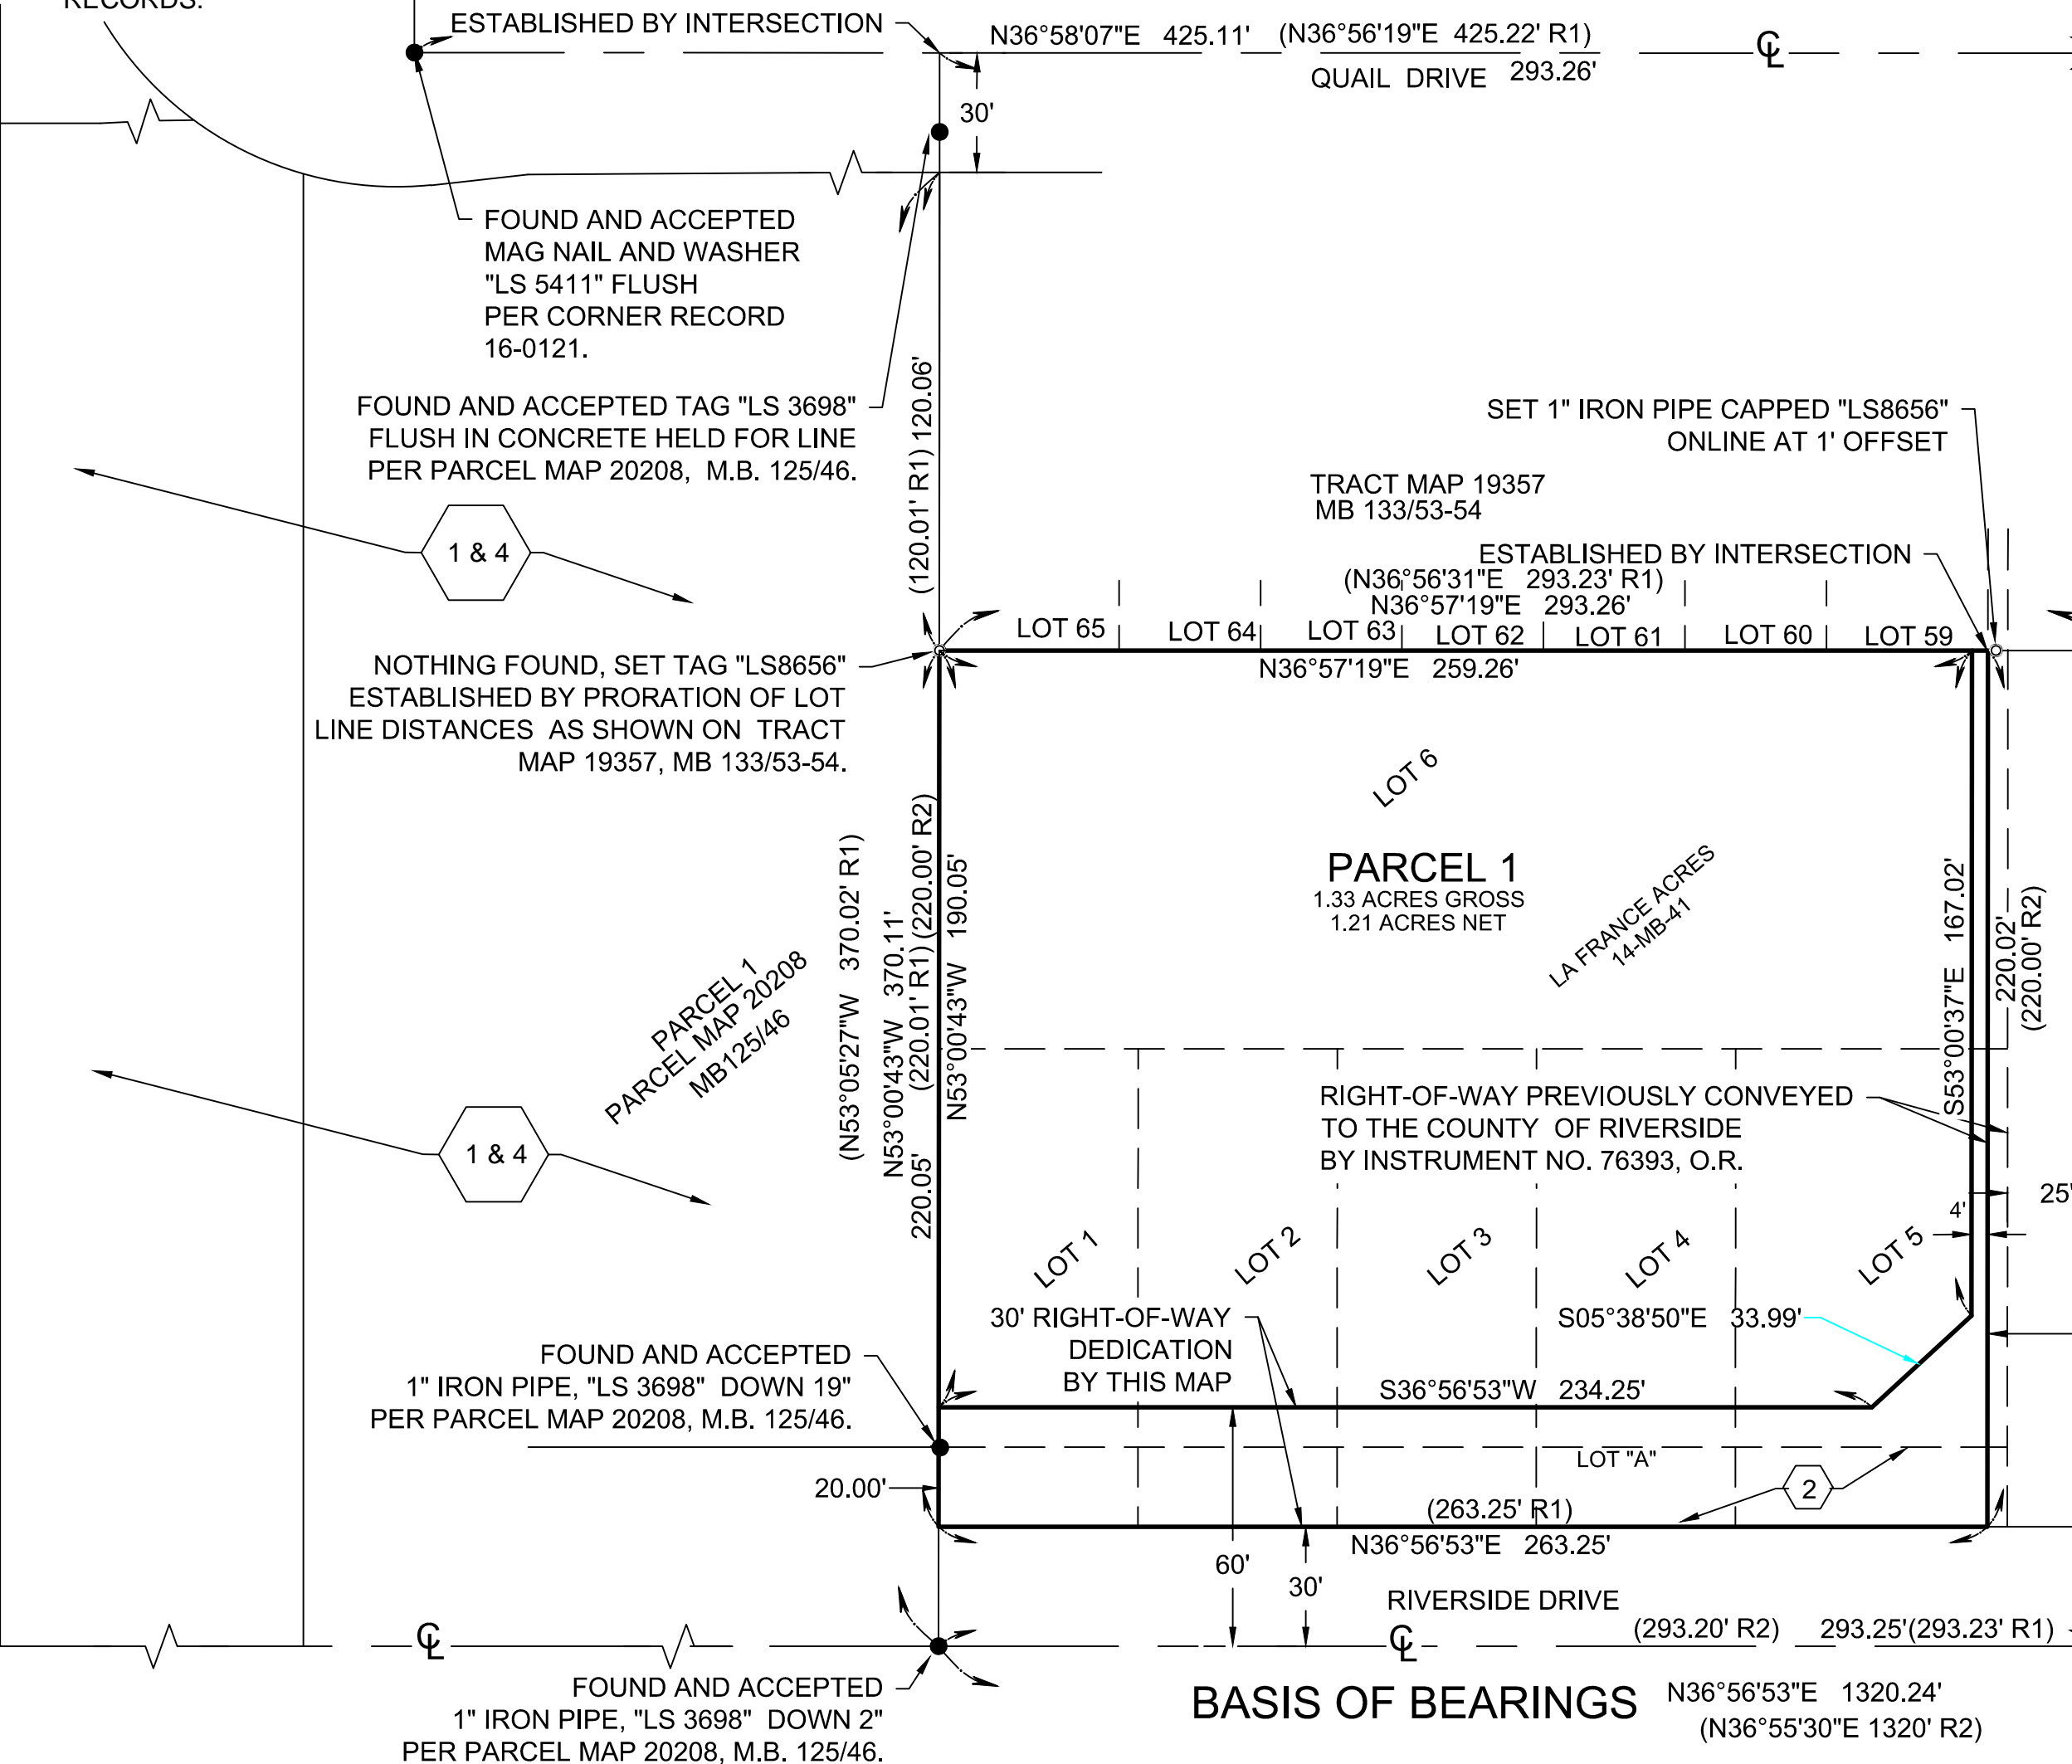 RECORDS.
ESTABLISHED BY INTERSECTION
N36°58'07"E 425.11' (N36°56'19"E 425.22' R1)
QUAIL DRIVE 293.26'
℄
30'
FOUND AND ACCEPTED
MAG NAIL AND WASHER
"LS 5411" FLUSH
PER CORNER RECORD
16-0121.
FOUND AND ACCEPTED TAG "LS 3698"
FLUSH IN CONCRETE HELD FOR LINE
PER PARCEL MAP 20208, M.B. 125/46.
(120.01' R1) 120.06'
SET 1" IRON PIPE CAPPED "LS8656"
ONLINE AT 1' OFFSET
TRACT MAP 19357
MB 133/53-54
ESTABLISHED BY INTERSECTION
(N36°56'31"E 293.23' R1)
N36°57'19"E 293.26'
1 & 4
LOT 65
LOT 64
LOT 63
LOT 62
LOT 61
LOT 60
LOT 59
N36°57'19"E 259.26'
NOTHING FOUND, SET TAG "LS8656"
ESTABLISHED BY PRORATION OF LOT
LINE DISTANCES AS SHOWN ON TRACT
MAP 19357, MB 133/53-54.
LOT 6
PARCEL 1
1.33 ACRES GROSS
1.21 ACRES NET
LA FRANCE ACRES
14-MB-41
PARCEL 1
PARCEL MAP 20208
MB125/46
(N53°05'27"W 370.02' R1)
N53°00'43"W 370.11'
220.05' (220.01' R1) (220.00' R2)
N53°00'43"W 190.05'
S53°00'37"E 167.02'
220.02'
(220.00' R2)
RIGHT-OF-WAY PREVIOUSLY CONVEYED
TO THE COUNTY OF RIVERSIDE
BY INSTRUMENT NO. 76393, O.R.
1 & 4
25'
4'
LOT 1
LOT 2
LOT 3
LOT 4
LOT 5
30' RIGHT-OF-WAY
DEDICATION
BY THIS MAP
S05°38'50"E 33.99'
FOUND AND ACCEPTED
1" IRON PIPE, "LS 3698" DOWN 19"
PER PARCEL MAP 20208, M.B. 125/46.
S36°56'53"W 234.25'
LOT "A"
2
20.00'
(263.25' R1)
N36°56'53"E 263.25'
60'
30'
RIVERSIDE DRIVE
(293.20' R2) 293.25'(293.23' R1)
℄
℄
FOUND AND ACCEPTED
1" IRON PIPE, "LS 3698" DOWN 2"
PER PARCEL MAP 20208, M.B. 125/46.
BASIS OF BEARINGS
N36°56'53"E 1320.24'
(N36°55'30"E 1320' R2)